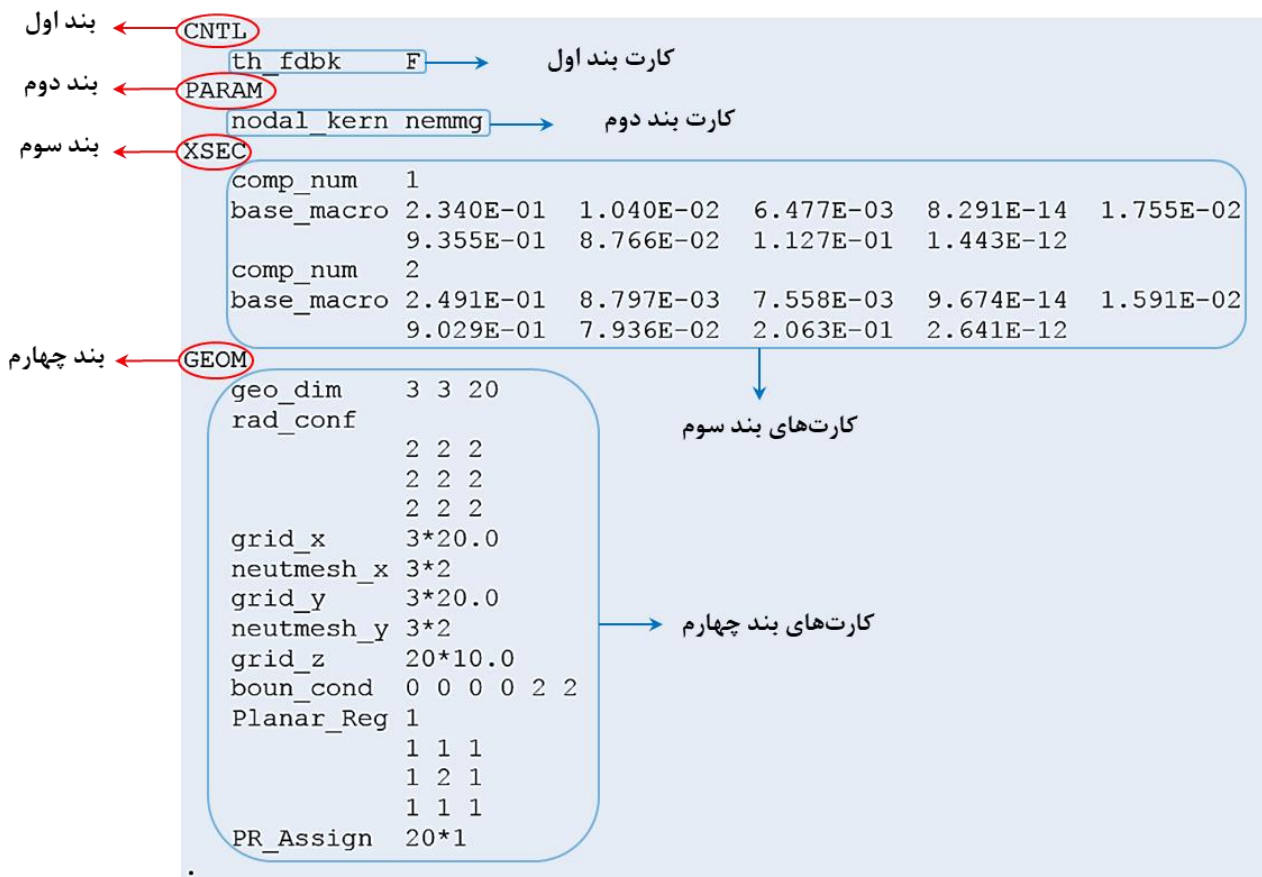 بند اول
CNTL
th_fdbk F
کارت بند اول
بند دوم
PARAM
nodal_kern nemmg
کارت بند دوم
بند سوم
XSEC
comp_num 1
base_macro 2.340E-01 1.040E-02 6.477E-03 8.291E-14 1.755E-02
9.355E-01 8.766E-02 1.127E-01 1.443E-12
comp_num 2
base_macro 2.491E-01 8.797E-03 7.558E-03 9.674E-14 1.591E-02
9.029E-01 7.936E-02 2.063E-01 2.641E-12
بند چهارم
GEOM
geo_dim 3 3 20
rad_conf
کارت‌های بند سوم
2 2 2
2 2 2
2 2 2
grid_x 3*20.0
neutmesh_x 3*2
grid_y 3*20.0
neutmesh_y 3*2
کارت‌های بند چهارم
grid_z 20*10.0
boun_cond 0 0 0 0 2 2
Planar_Reg 1
1 1 1
1 2 1
1 1 1
PR_Assign 20*1
.